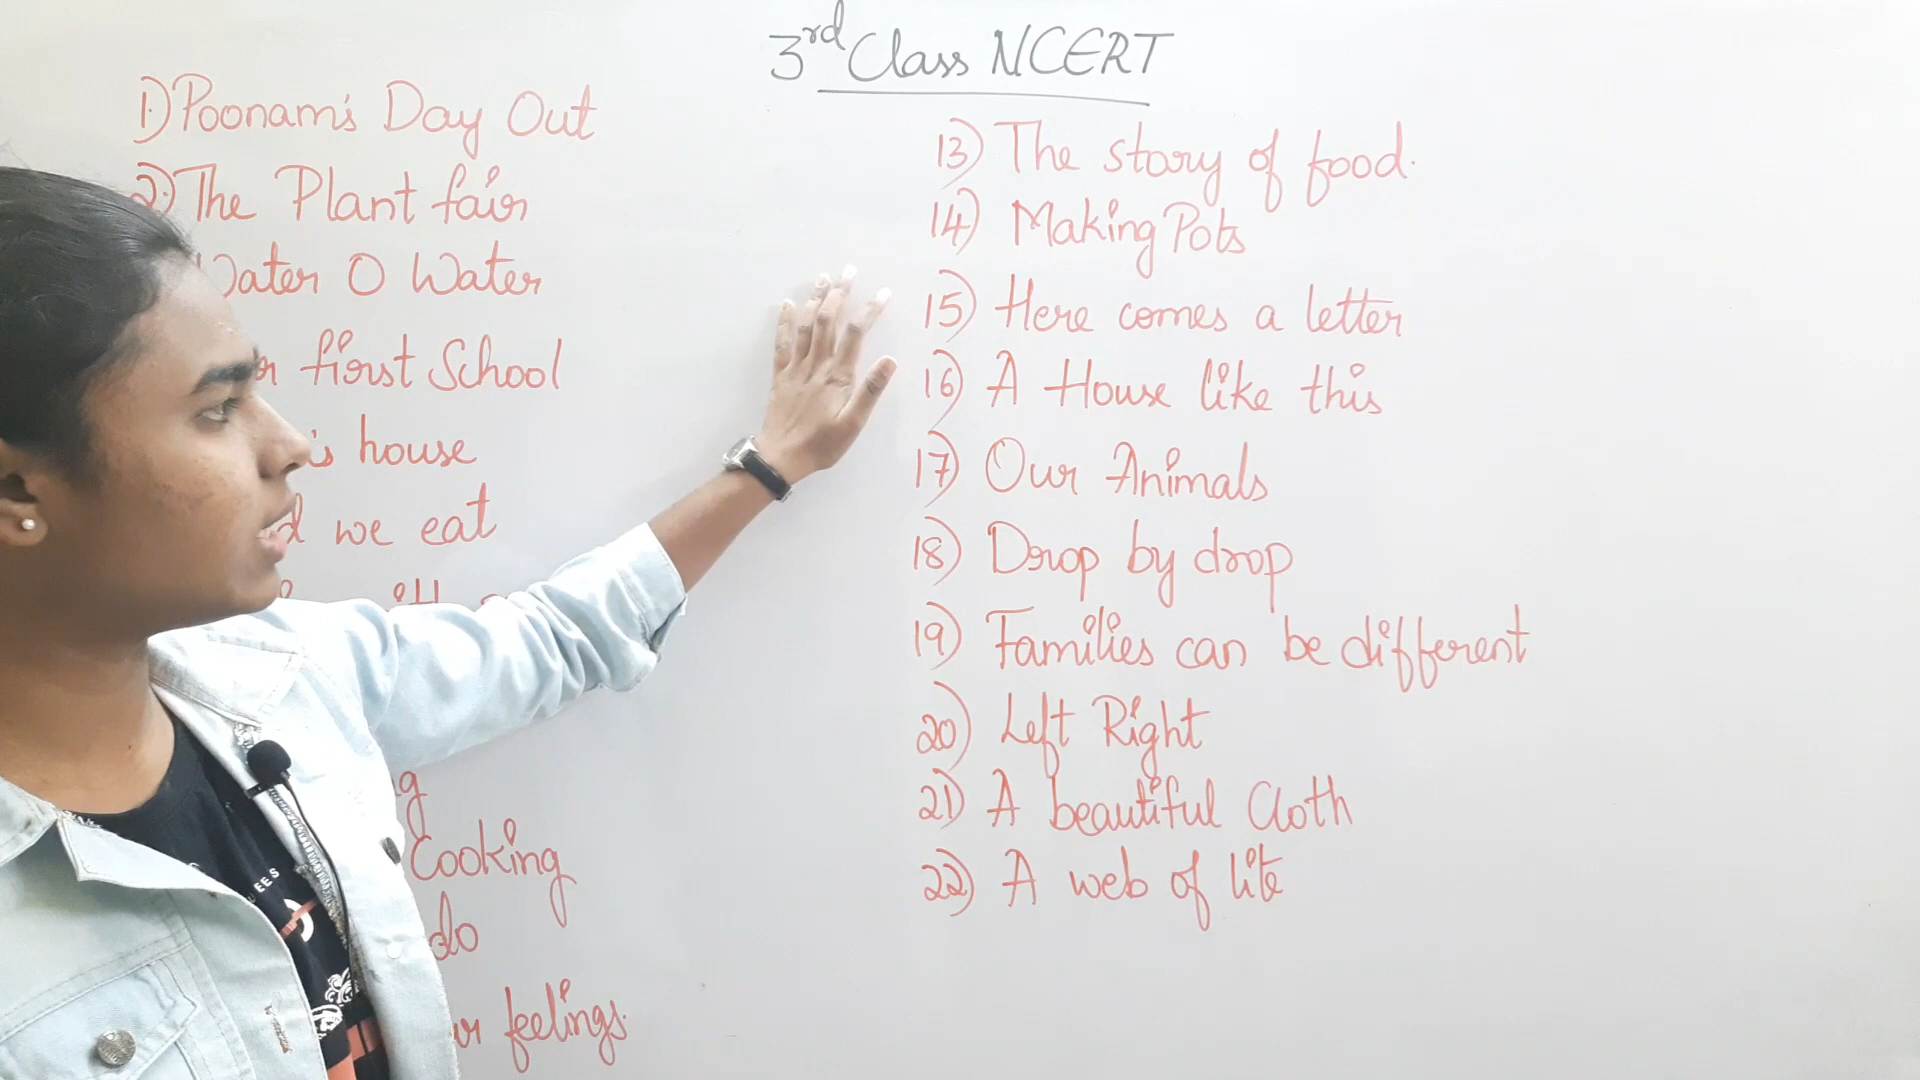 3rd Class NCERT
1) Poonam's Day Out
2) The Plant fair
Water O Water
first School
house
we eat
Cooking
do
feelings.
13) The story of food.
14) Making Pots
15) Here comes a letter
16) A House like this
17) Our Animals
18) Drop by drop
19) Families can be different
20) Left Right
21) A beautiful Cloth
22) A web of life